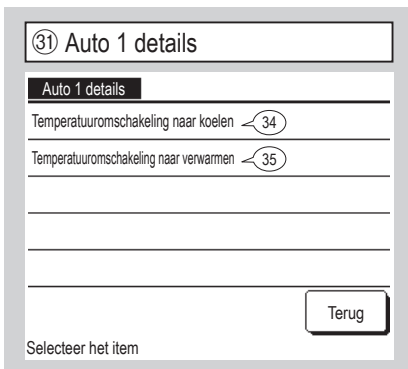 31 Auto 1 details
Auto 1 details
Temperatuuromschakeling naar koelen 34
Temperatuuromschakeling naar verwarmen 35
Terug
Selecteer het item